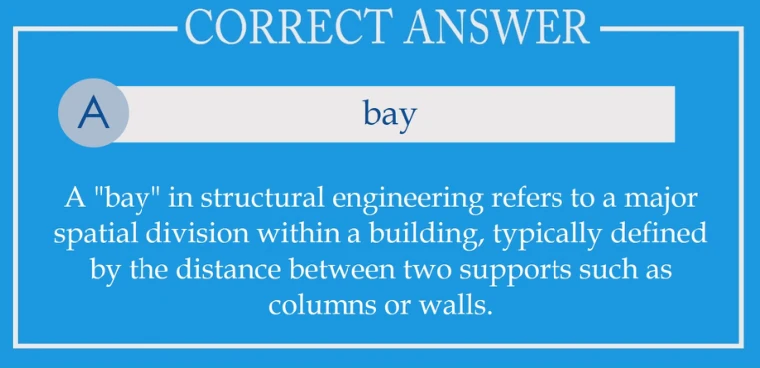 CORRECT ANSWER
A
bay
A "bay" in structural engineering refers to a major
spatial division within a building, typically defined
by the distance between two supports such as
columns or walls.